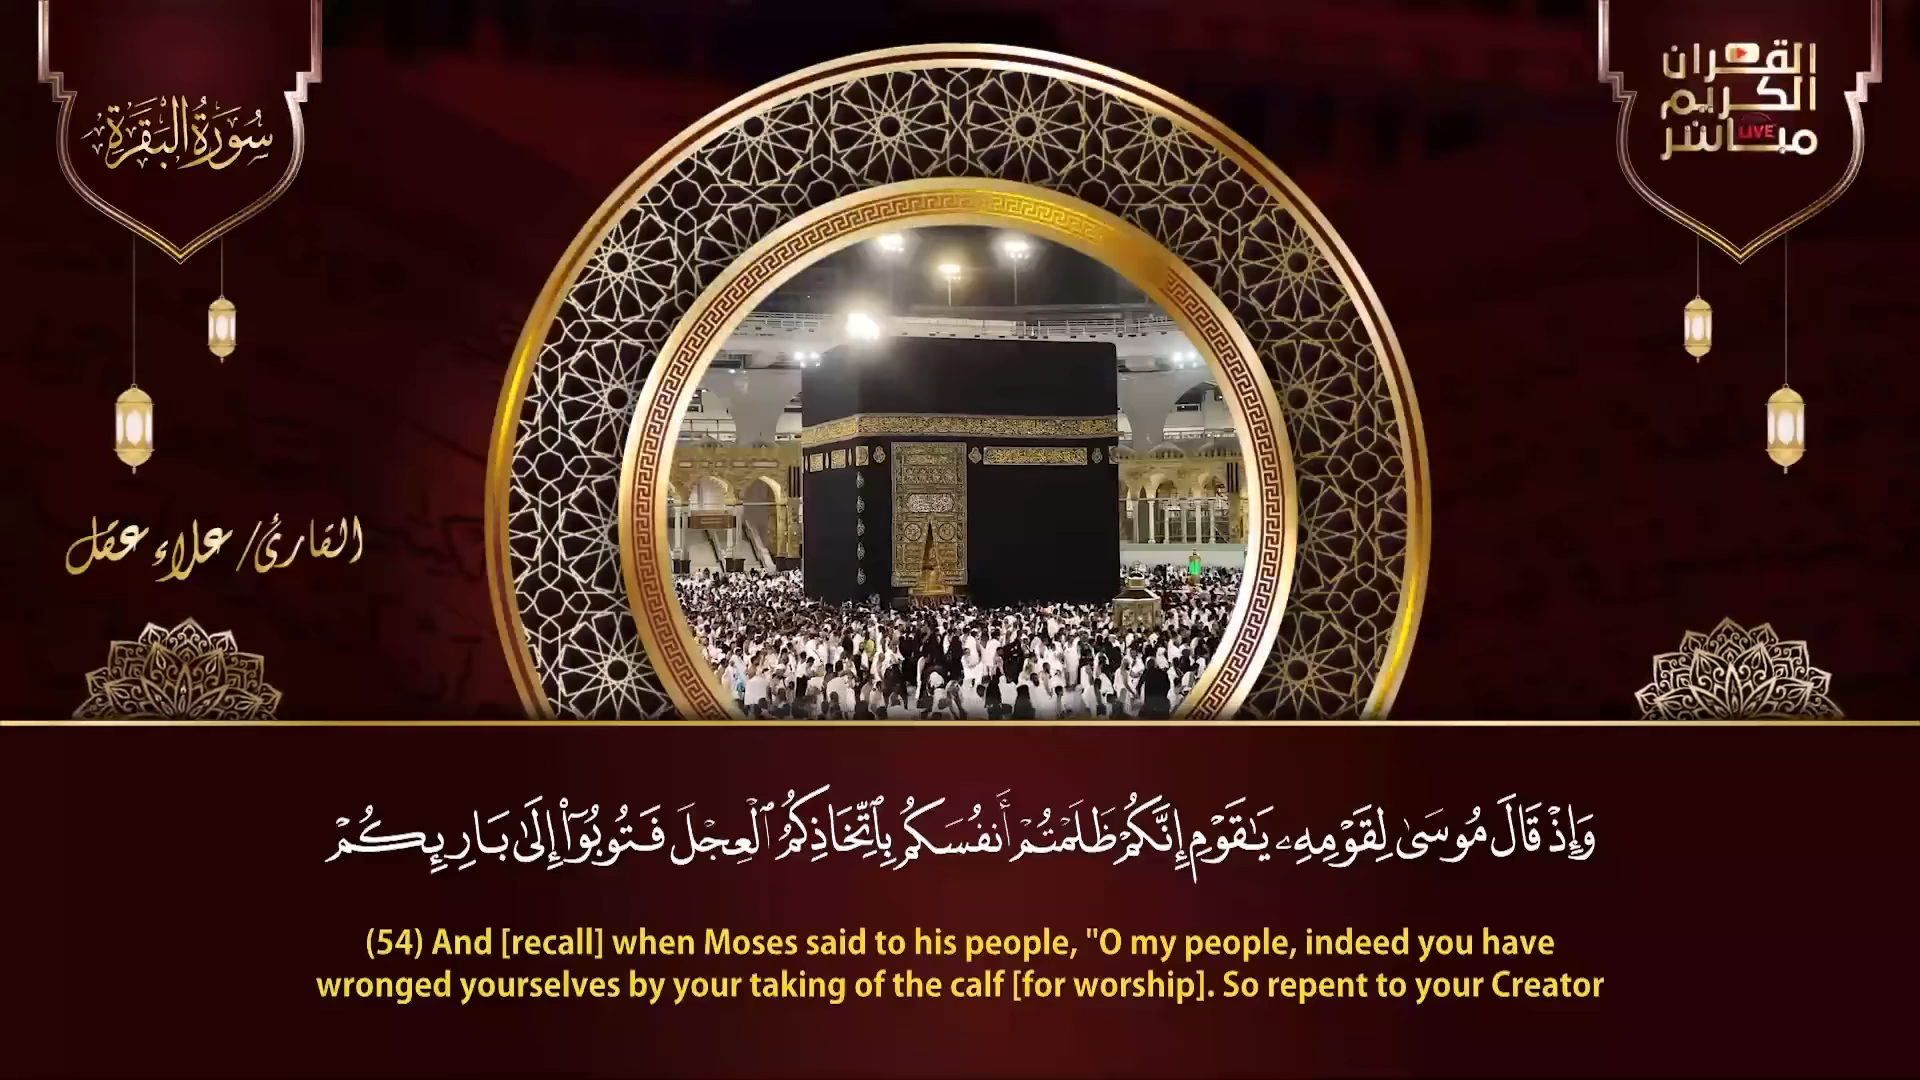 سُورَةُ البَقَرَةِ
القران
الكريم
مباشر
LIVE
القارئ/ علاء عقل
وَإِذْ قَالَ مُوسَىٰ لِقَوْمِهِۦ يَٰقَوْمِ إِنَّكُمْ ظَلَمْتُمْ أَنفُسَكُم بِٱتِّخَاذِكُمُ ٱلْعِجْلَ فَتُوبُوٓا۟ إِلَىٰ بَارِئِكُمْ
(54) And [recall] when Moses said to his people, "O my people, indeed you have
wronged yourselves by your taking of the calf [for worship]. So repent to your Creator